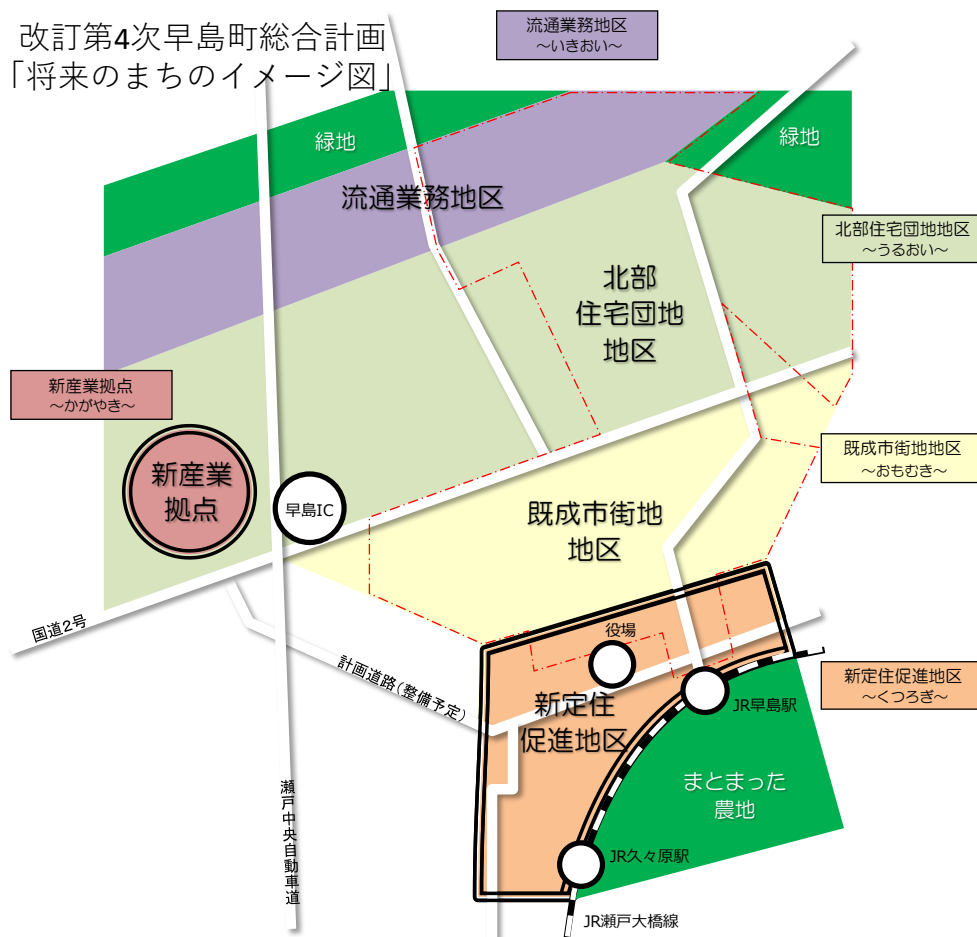 改訂第4次早島町総合計画
「将来のまちのイメージ図」
流通業務地区
～いきおい～
緑地
緑地
流通業務地区
北部住宅団地地区
～うるおい～
北部
住宅団地
地区
新産業拠点
～かがやき～
新産業
拠点
早島IC
既成市街地地区
～おもむき～
既成市街地
地区
国道2号
役場
計画道路(整備予定)
新定住促進地区
～くつろぎ～
新定住
促進地区
JR早島駅
まとまった
農地
瀬戸中央自動車道
JR久々原駅
JR瀬戸大橋線